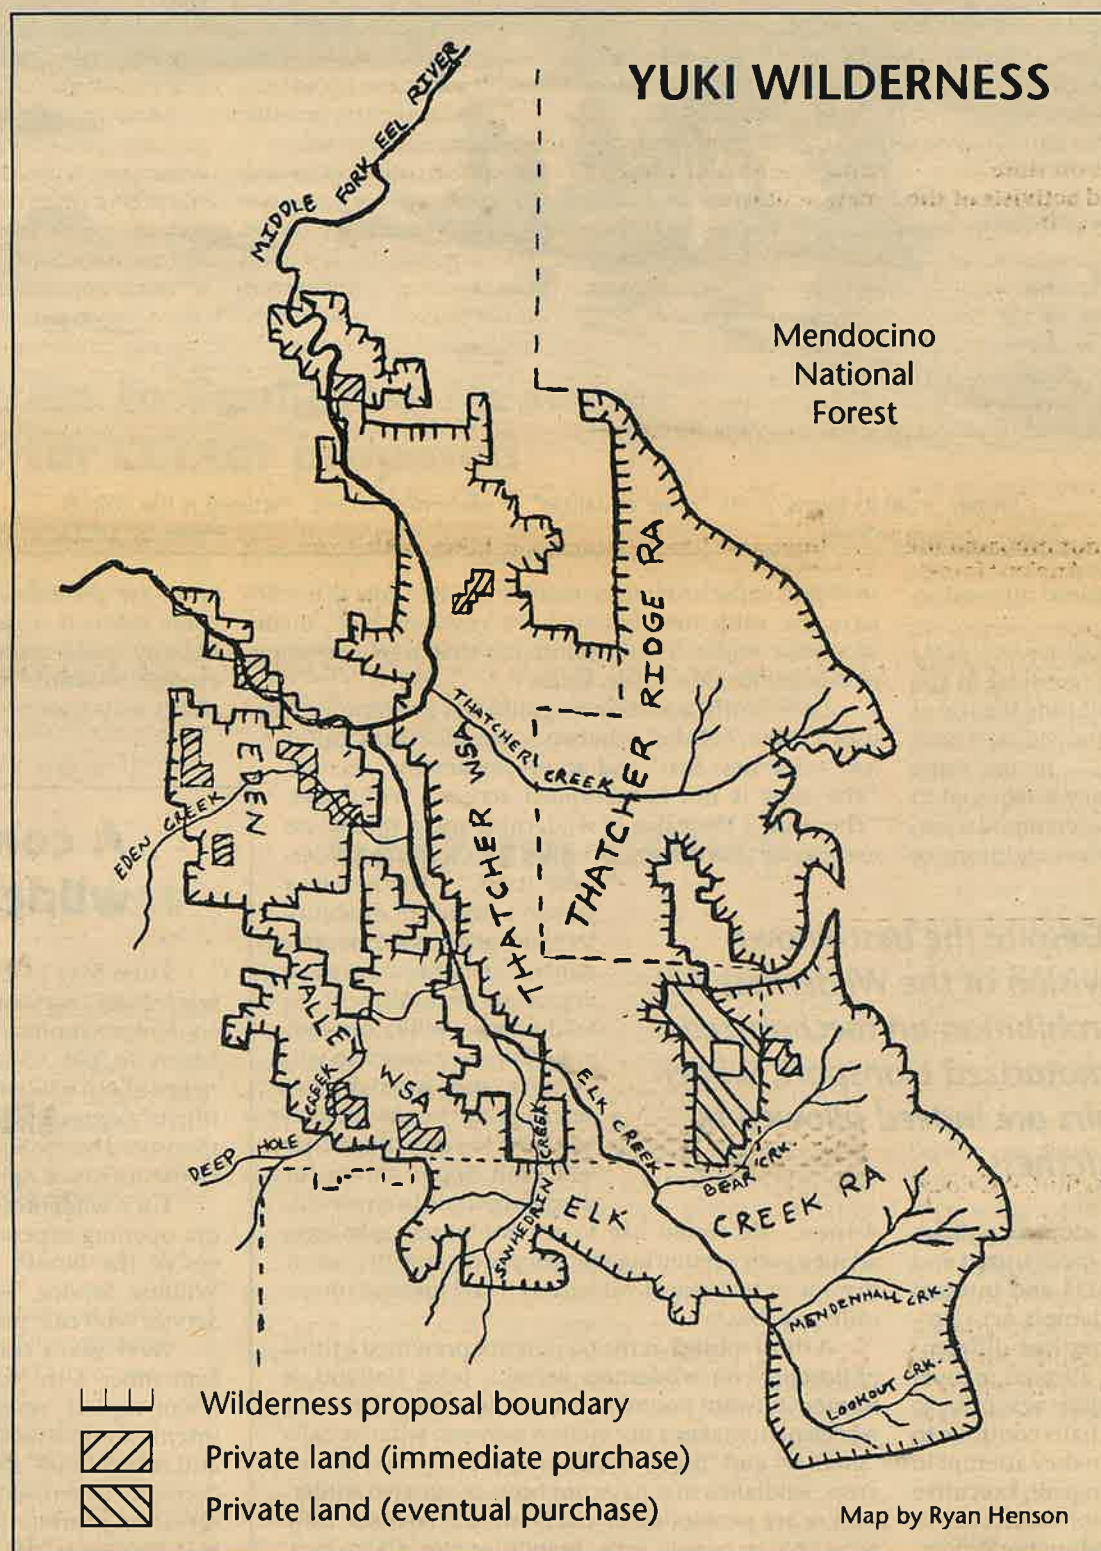 YUKI WILDERNESS
MIDDLE FORK EEL RIVER
Mendocino
National
Forest
THATCHER RIDGE RA
THATCHER CREEK
THATCHER WSA
EDEN VALLEY WSA
EDEN CREEK
DEEP HOLE CREEK
ELK CREEK
SANHEDRIN CREEK
BEAR CRK.
ELK CREEK RA
MENDENHALL CRK.
LOOKOUT CRK.
Wilderness proposal boundary
Private land (immediate purchase)
Private land (eventual purchase)
Map by Ryan Henson